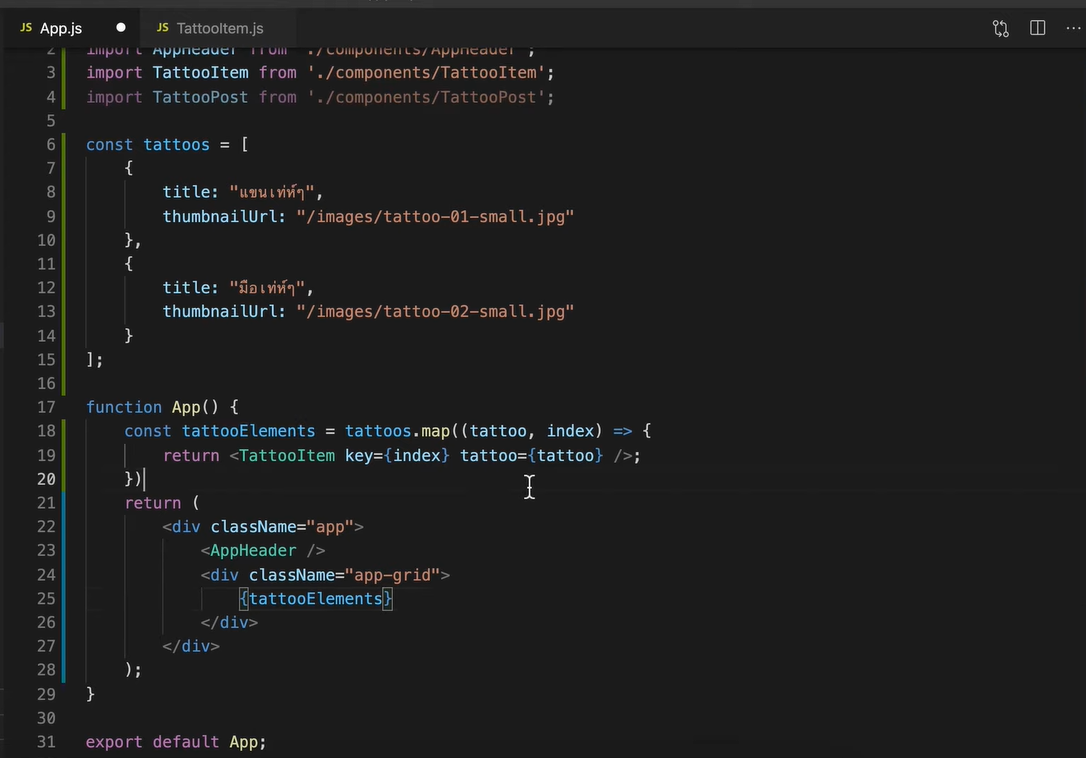 JS App.js ● JS TattooItem.js ···
2 import AppHeader from './components/AppHeader';
3 import TattooItem from './components/TattooItem';
4 import TattooPost from './components/TattooPost';
5
6 const tattoos = [
7 {
8 title: "แขนเท่ห์ๆ",
9 thumbnailUrl: "/images/tattoo-01-small.jpg"
10 },
11 {
12 title: "มือเท่ห์ๆ",
13 thumbnailUrl: "/images/tattoo-02-small.jpg"
14 }
15 ];
16
17 function App() {
18 const tattooElements = tattoos.map((tattoo, index) => {
19 return <TattooItem key={index} tattoo={tattoo} />;
20 })
21 return (
22 <div className="app">
23 <AppHeader />
24 <div className="app-grid">
25 {tattooElements}
26 </div>
27 </div>
28 );
29 }
30
31 export default App;